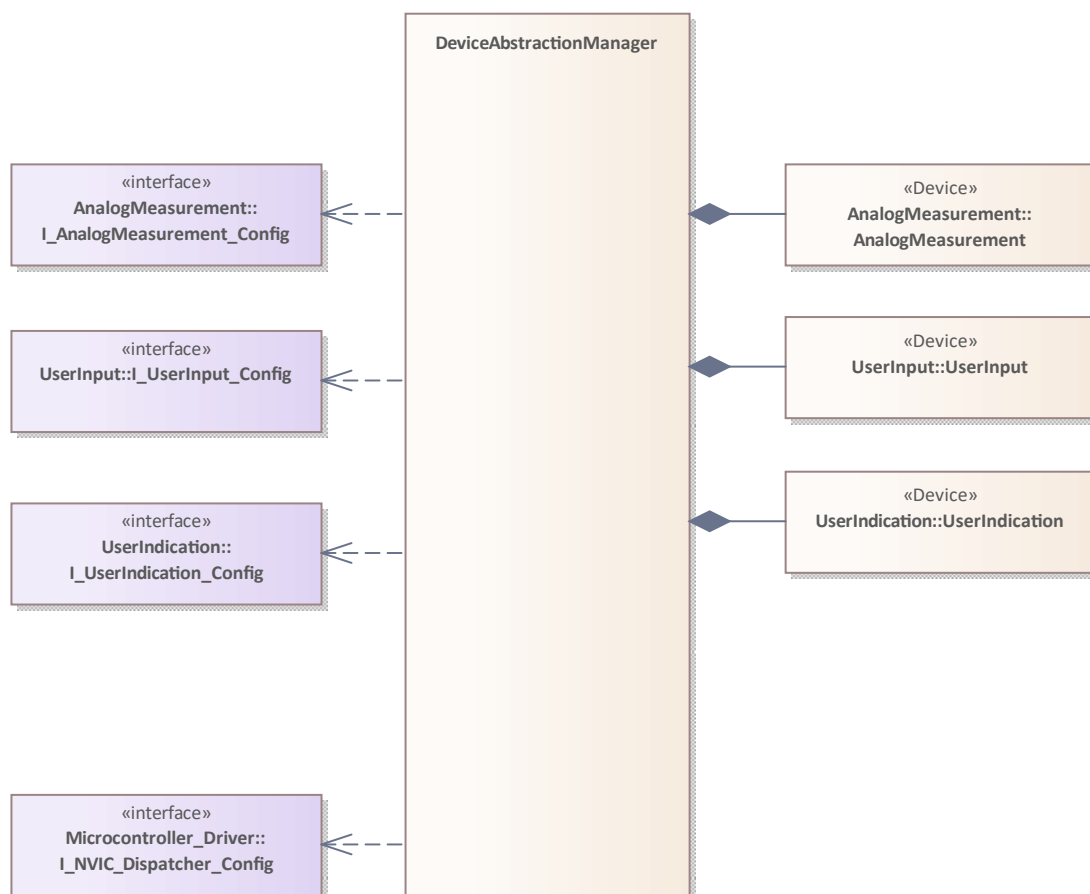 DeviceAbstractionManager
«interface»
AnalogMeasurement::
I_AnalogMeasurement_Config
«Device»
AnalogMeasurement::
AnalogMeasurement
«interface»
UserInput::I_UserInput_Config
«Device»
UserInput::UserInput
«interface»
UserIndication::
I_UserIndication_Config
«Device»
UserIndication::UserIndication
«interface»
Microcontroller_Driver::
I_NVIC_Dispatcher_Config